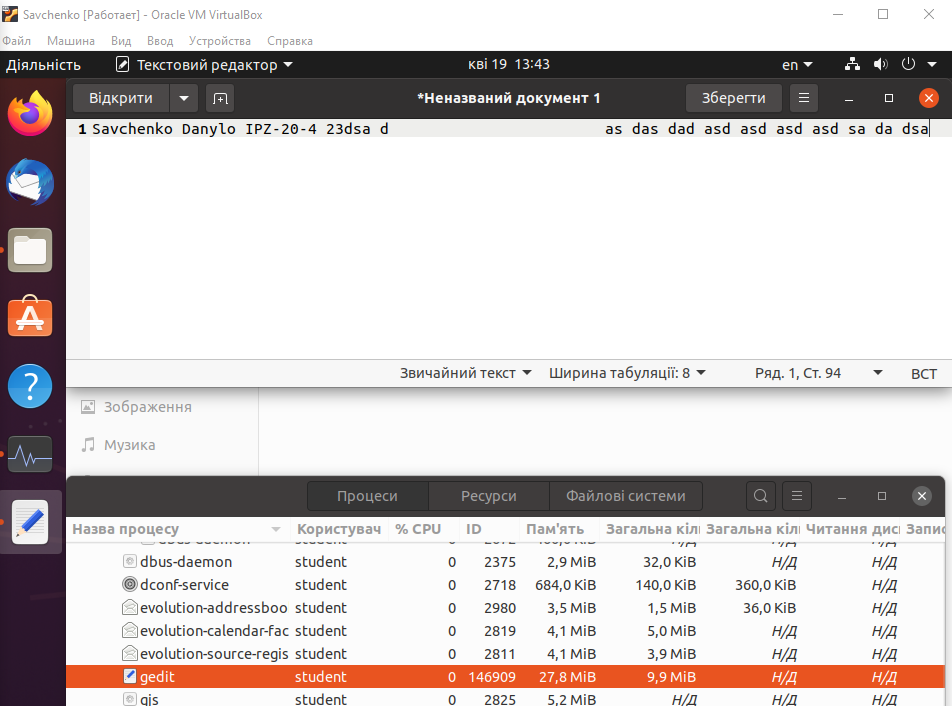 Savchenko [Работает] - Oracle VM VirtualBox
Файл Машина Вид Ввод Устройства Справка
Діяльність Текстовий редактор кві 19 13:43 en
Відкрити *Неназваний документ 1 Зберегти
1 Savchenko Danylo IPZ-20-4 23dsa d as das dad asd asd asd asd sa da dsa
Звичайний текст Ширина табуляції: 8 Ряд. 1, Ст. 94 ВСТ
Зображення
Музика
Процеси Ресурси Файлові системи
Назва процесу Користувач % CPU ID Пам'ять Загальна кіль Загальна кіль Читання диск Запис
dbus-daemon student 0 2375 2,9 MiB 32,0 KiB Н/Д Н/Д
dconf-service student 0 2718 684,0 KiB 140,0 KiB 360,0 KiB Н/Д
evolution-addressboo student 0 2980 3,5 MiB 1,5 MiB 36,0 KiB Н/Д
evolution-calendar-fac student 0 2819 4,1 MiB 5,0 MiB Н/Д Н/Д
evolution-source-regis student 0 2811 4,1 MiB 3,9 MiB Н/Д Н/Д
gedit student 0 146909 27,8 MiB 9,9 MiB Н/Д Н/Д
gjs student 0 2825 5,2 MiB Н/Д Н/Д Н/Д